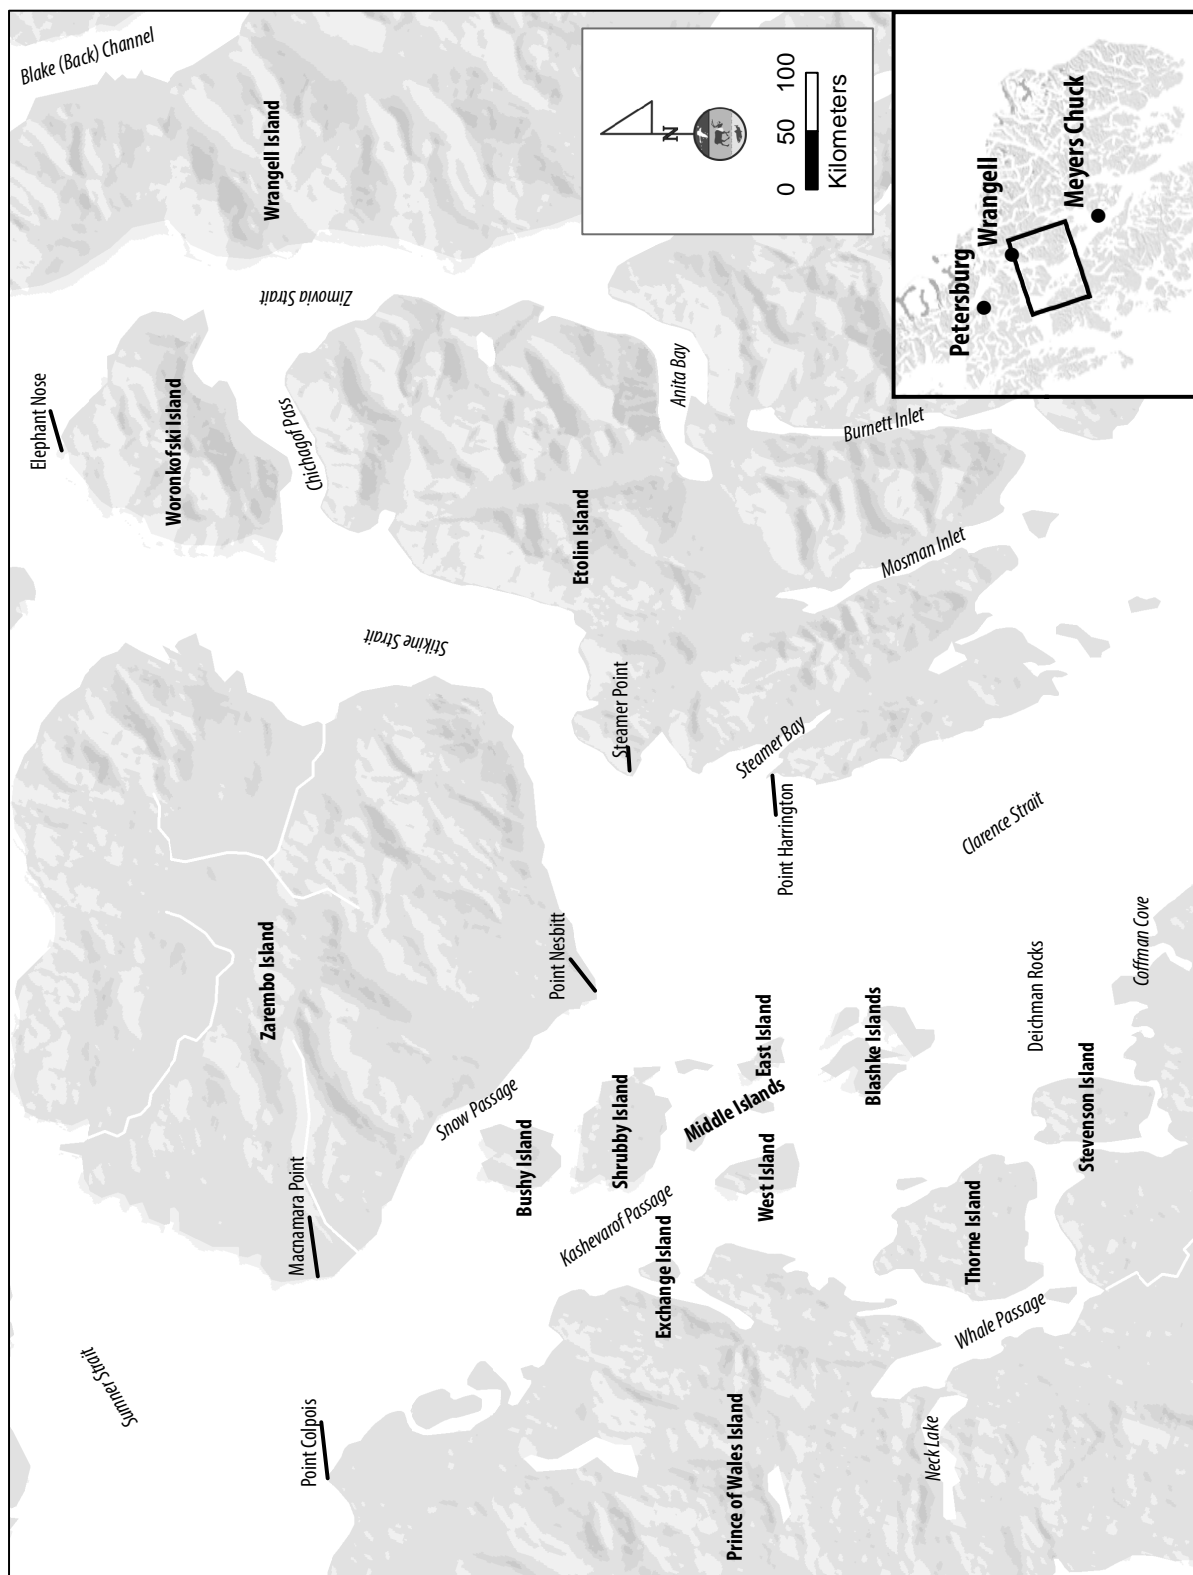 Blake (Back) Channel
Wrangell Island
Zimovia Strait
Elephant Nose
Woronkofski Island
Chichagof Pass
Anita Bay
Burnett Inlet
Etolin Island
Mosman Inlet
Stikine Strait
Steamer Point
Steamer Bay
Point Harrington
Clarence Strait
Zarembo Island
Point Nesbitt
Macnamara Point
Snow Passage
Bushy Island
Shrubby Island
Middle Islands
East Island
Blashke Islands
Deichman Rocks
Coffman Cove
Stevenson Island
West Island
Kashevarof Passage
Exchange Island
Thorne Island
Whale Passage
Sumner Strait
Point Colpois
Prince of Wales Island
Neck Lake
N
0 50 100
Kilometers
Petersburg
Wrangell
Meyers Chuck